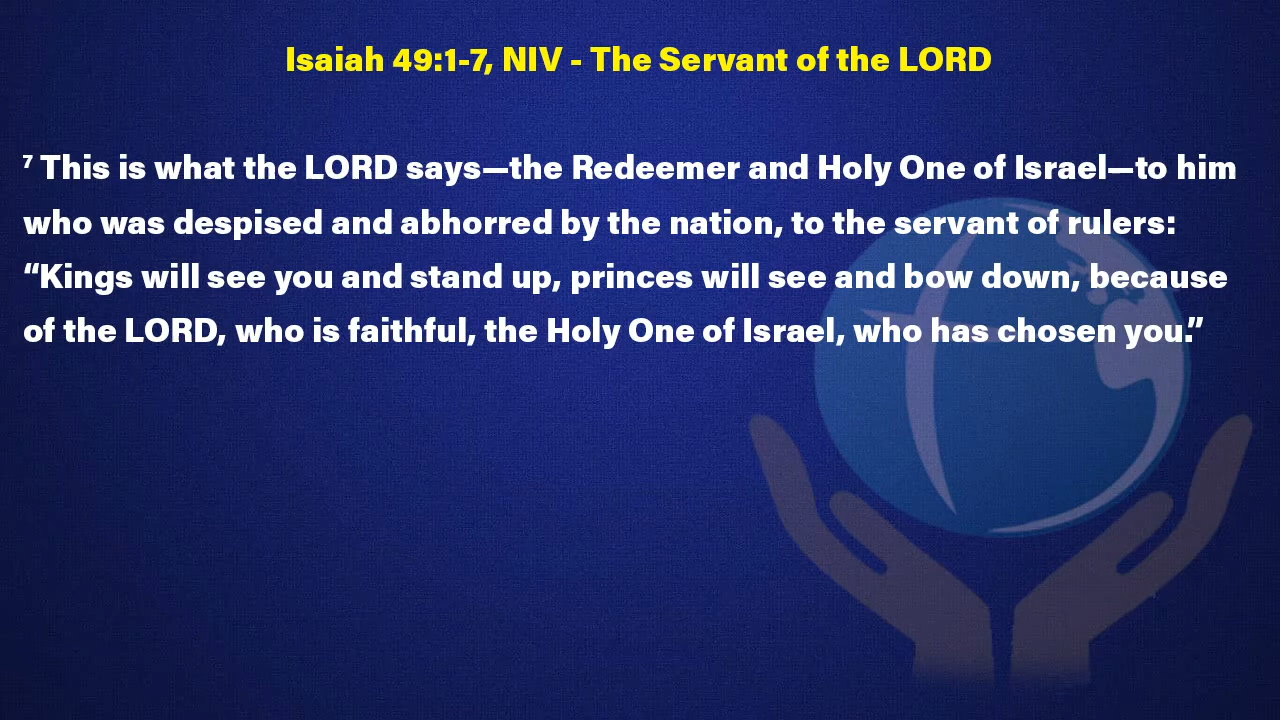 Isaiah 49:1-7, NIV - The Servant of the LORD
⁷ This is what the LORD says—the Redeemer and Holy One of Israel—to him
who was despised and abhorred by the nation, to the servant of rulers:
“Kings will see you and stand up, princes will see and bow down, because
of the LORD, who is faithful, the Holy One of Israel, who has chosen you.”